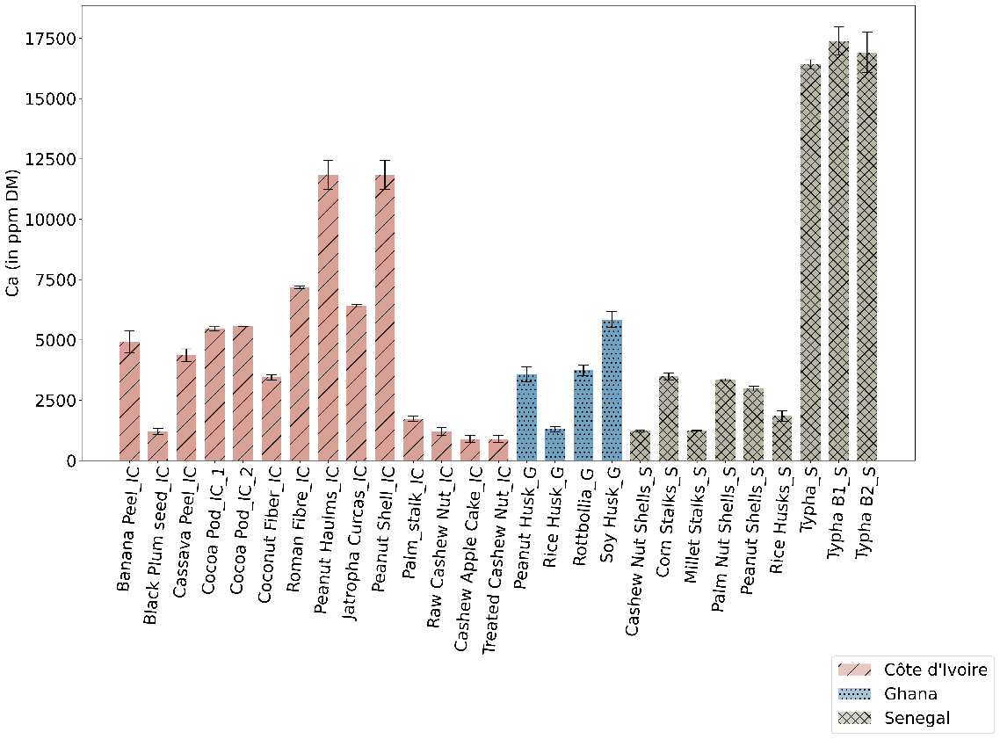 Ca (in ppm DM)
17500
15000
12500
10000
7500
5000
2500
0
Banana Peel_IC
Black Plum seed_IC
Cassava Peel_IC
Cocoa Pod_IC_1
Cocoa Pod_IC_2
Coconut Fiber_IC
Roman Fibre_IC
Peanut Haulms_IC
Jatropha Curcas_IC
Peanut Shell_IC
Palm_stalk_IC
Raw Cashew Nut_IC
Cashew Apple Cake_IC
Treated Cashew Nut_IC
Peanut Husk_G
Rice Husk_G
Rottbollia_G
Soy Husk_G
Cashew Nut Shells_S
Corn Stalks_S
Millet Stalks_S
Palm Nut Shells_S
Peanut Shells_S
Rice Husks_S
Typha_S
Typha B1_S
Typha B2_S
Côte d'Ivoire
Ghana
Senegal